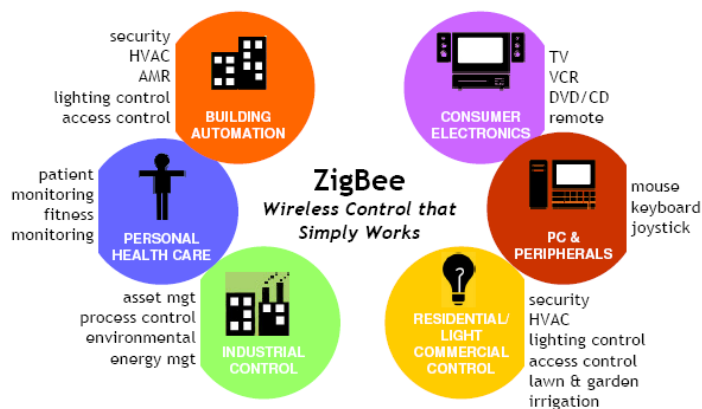 security
HVAC
AMR
lighting control
access control
BUILDING
AUTOMATION
CONSUMER
ELECTRONICS
TV
VCR
DVD/CD
remote
patient
monitoring
fitness
monitoring
PERSONAL
HEALTH CARE
ZigBee
Wireless Control that
Simply Works
PC &
PERIPHERALS
mouse
keyboard
joystick
asset mgt
process control
environmental
energy mgt
INDUSTRIAL
CONTROL
RESIDENTIAL/
LIGHT
COMMERCIAL
CONTROL
security
HVAC
lighting control
access control
lawn & garden
irrigation